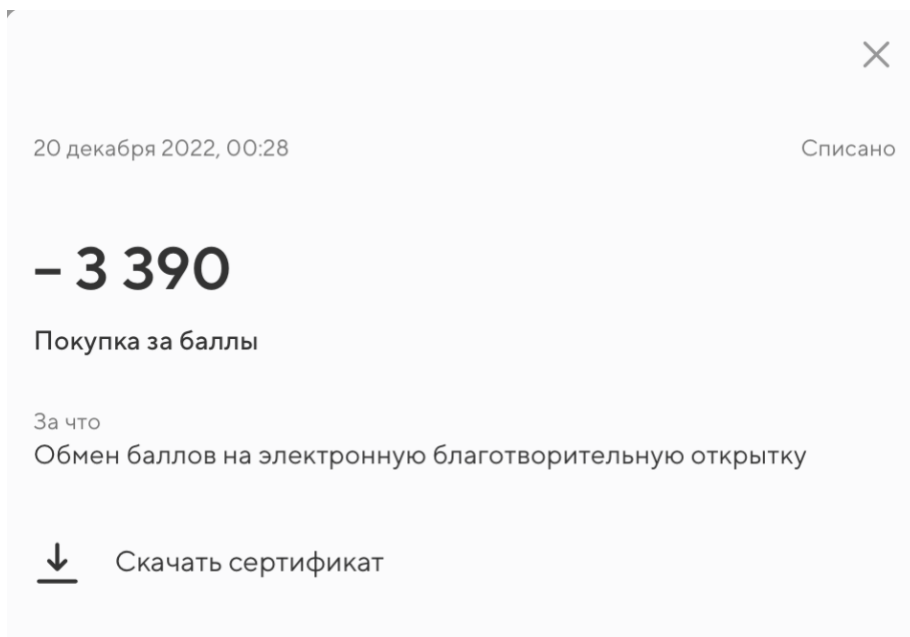 20 декабря 2022, 00:28 Списано
– 3 390
Покупка за баллы
За что
Обмен баллов на электронную благотворительную открытку
Скачать сертификат